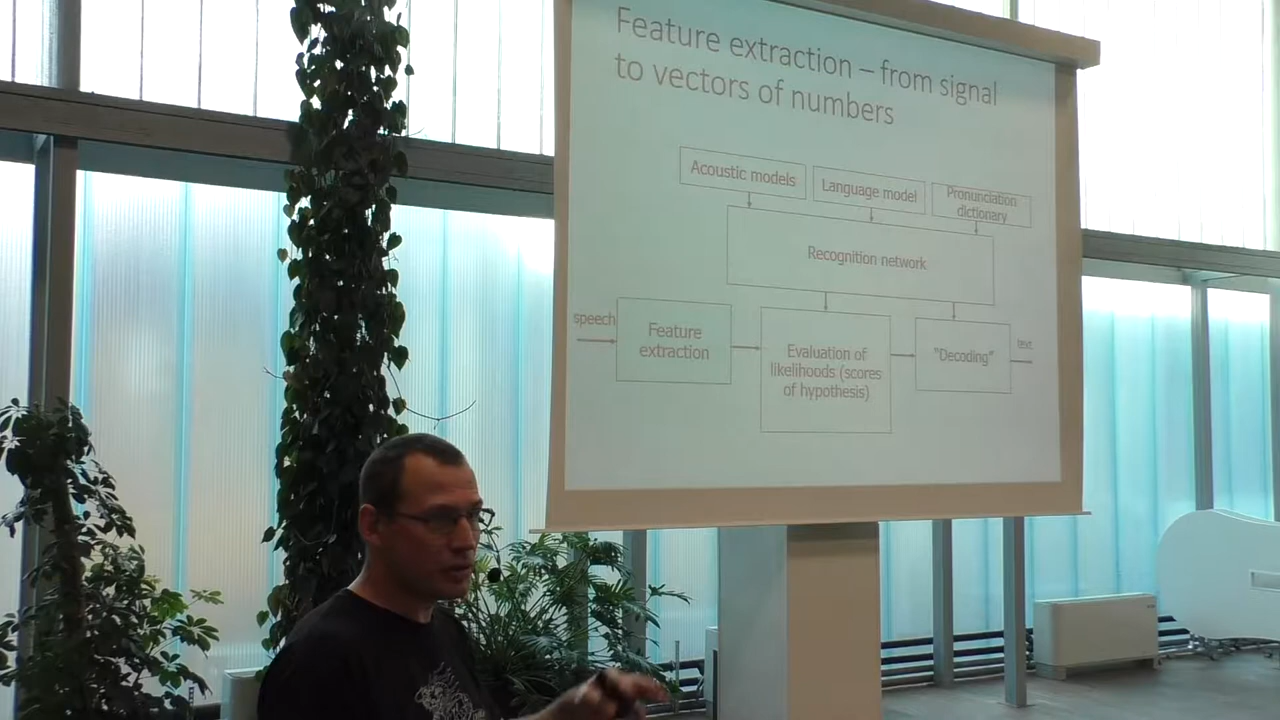 Feature extraction – from signal
to vectors of numbers
Acoustic models
Language model
Pronunciation
dictionary
Recognition network
speech
Feature
extraction
Evaluation of
likelihoods (scores
of hypothesis)
"Decoding"
text